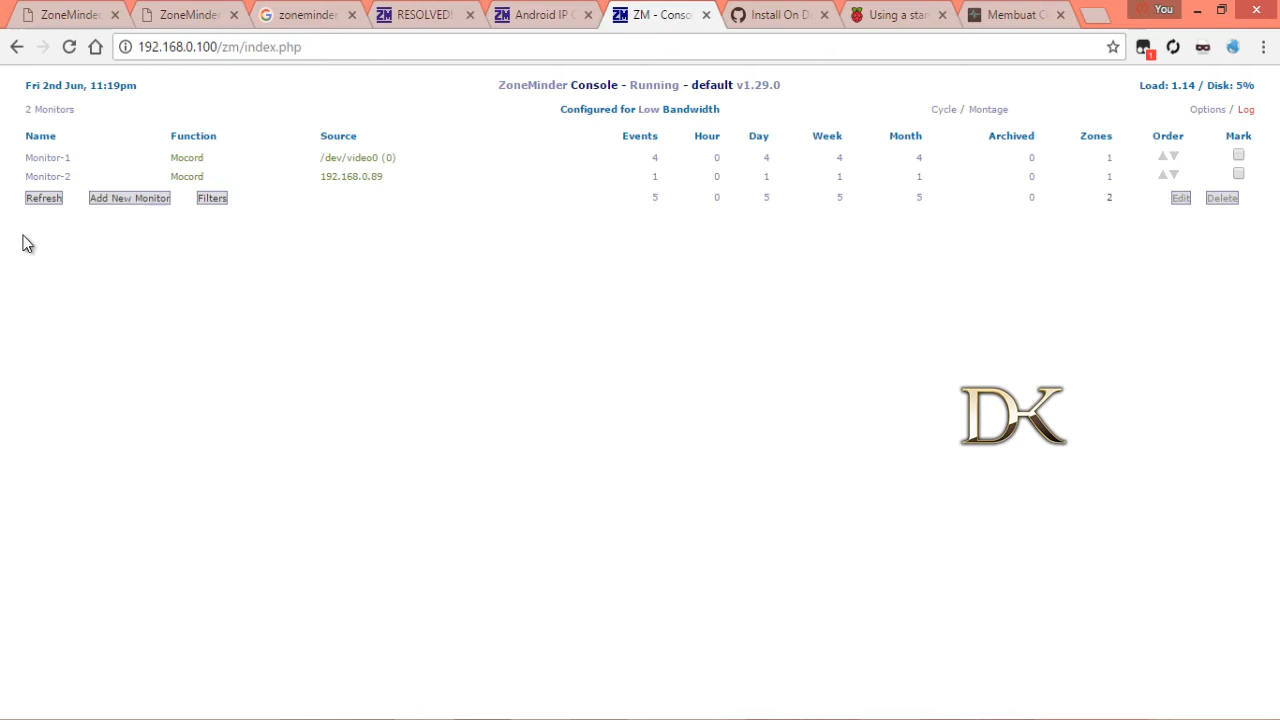 ZoneMinder
ZoneMinder
zoneminder
RESOLVED!
Android IP C
ZM - Conso
Install On D
Using a stan
Membuat C
You
192.168.0.100/zm/index.php
1
Fri 2nd Jun, 11:19pm
ZoneMinder Console - Running - default v1.29.0
Load: 1.14 / Disk: 5%
2 Monitors
Configured for Low Bandwidth
Cycle / Montage
Options / Log
Name Function Source Events Hour Day Week Month Archived Zones Order Mark
Monitor-1 Mocord /dev/video0 (0) 4 0 4 4 4 0 1
Monitor-2 Mocord 192.168.0.89 1 0 1 1 1 0 1
Refresh Add New Monitor Filters 5 0 5 5 5 0 2 Edit Delete
DK